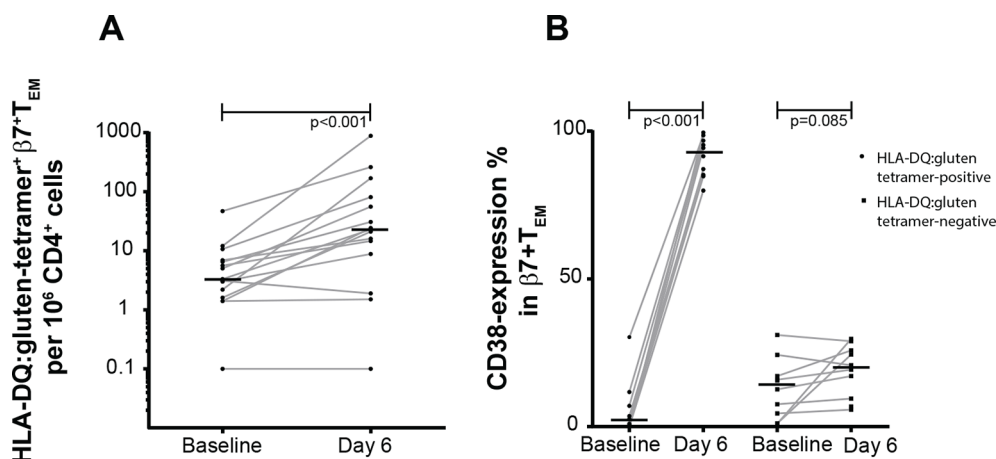 A
HLA-DQ:gluten-tetramer⁺β7⁺T_EM
per 10⁶ CD4⁺ cells
1000
100
10
1
0.1
p<0.001
Baseline
Day 6
B
CD38-expression %
in β7+T_EM
100
50
0
p<0.001
p=0.085
Baseline
Day 6
Baseline
Day 6
HLA-DQ:gluten
tetramer-positive
HLA-DQ:gluten
tetramer-negative